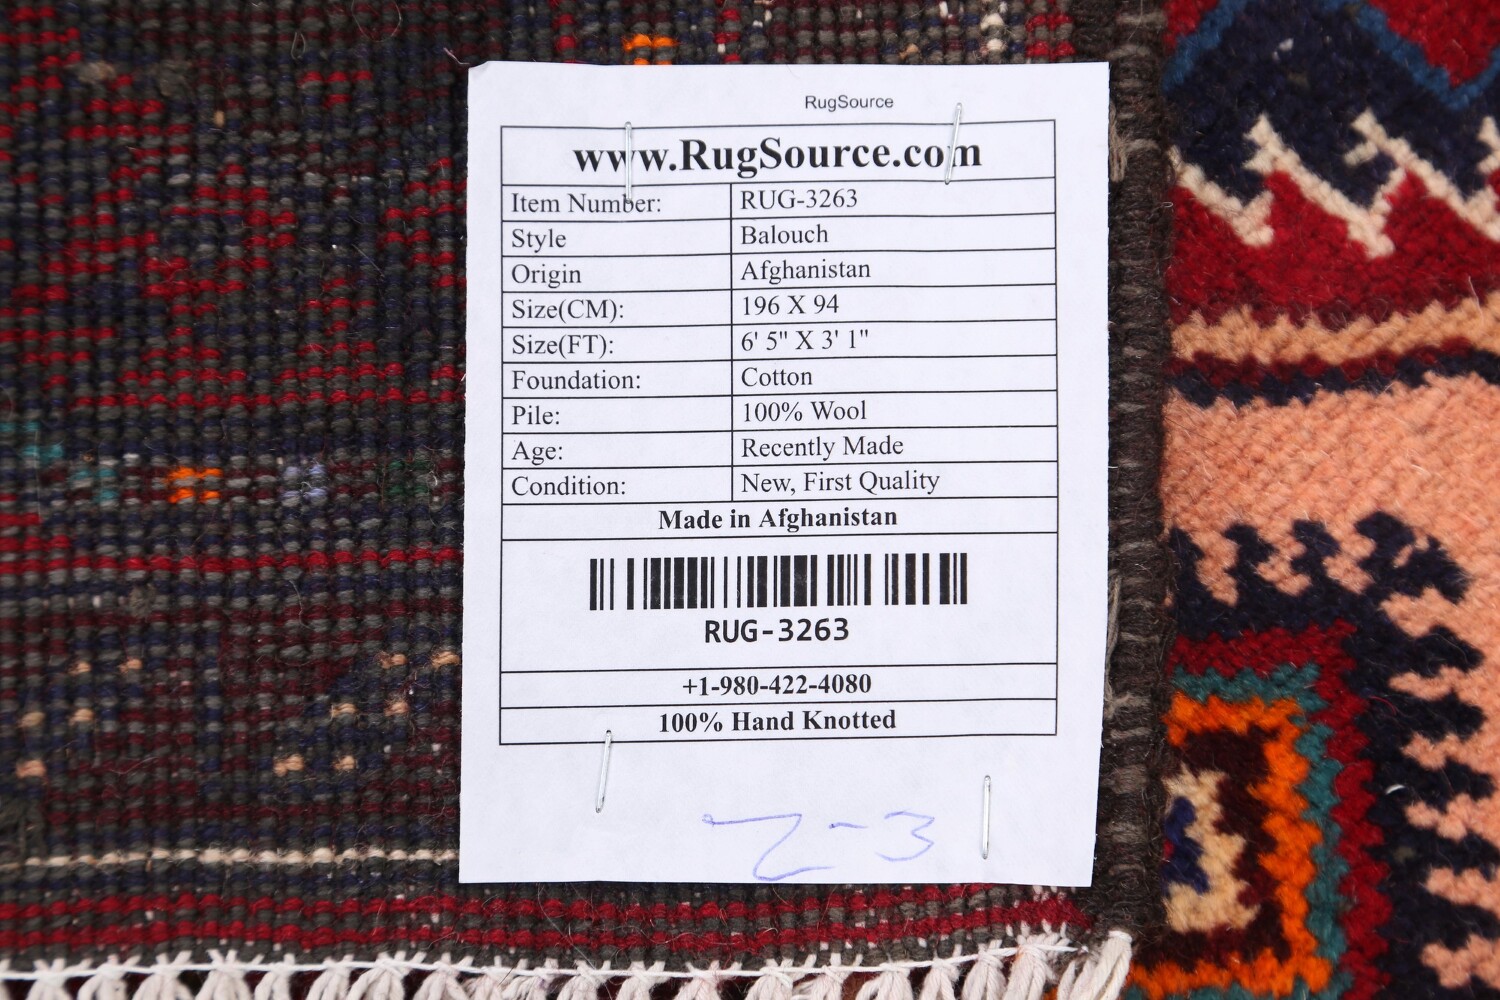 RugSource
www.RugSource.com
Item Number: RUG-3263
Style Balouch
Origin Afghanistan
Size(CM): 196 X 94
Size(FT): 6' 5" X 3' 1"
Foundation: Cotton
Pile: 100% Wool
Age: Recently Made
Condition: New, First Quality
Made in Afghanistan
RUG-3263
+1-980-422-4080
100% Hand Knotted
Z-3